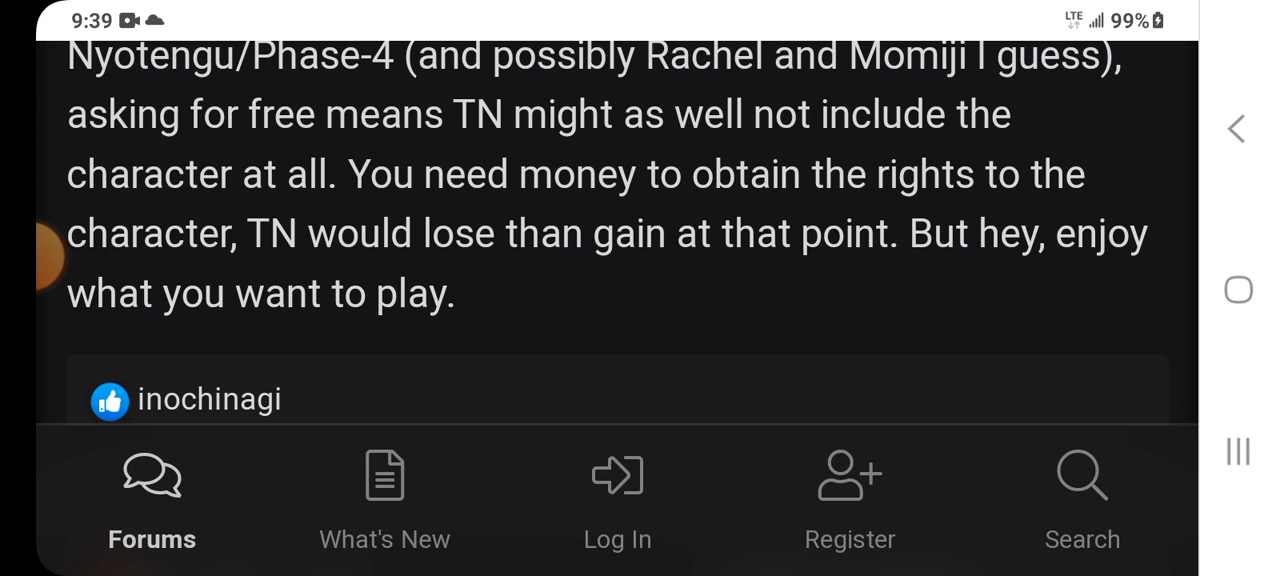 9:39
LTE
99%
Nyotengu/Phase-4 (and possibly Rachel and Momiji I guess),
asking for free means TN might as well not include the
character at all. You need money to obtain the rights to the
character, TN would lose than gain at that point. But hey, enjoy
what you want to play.
inochinagi
Forums
What's New
Log In
Register
Search